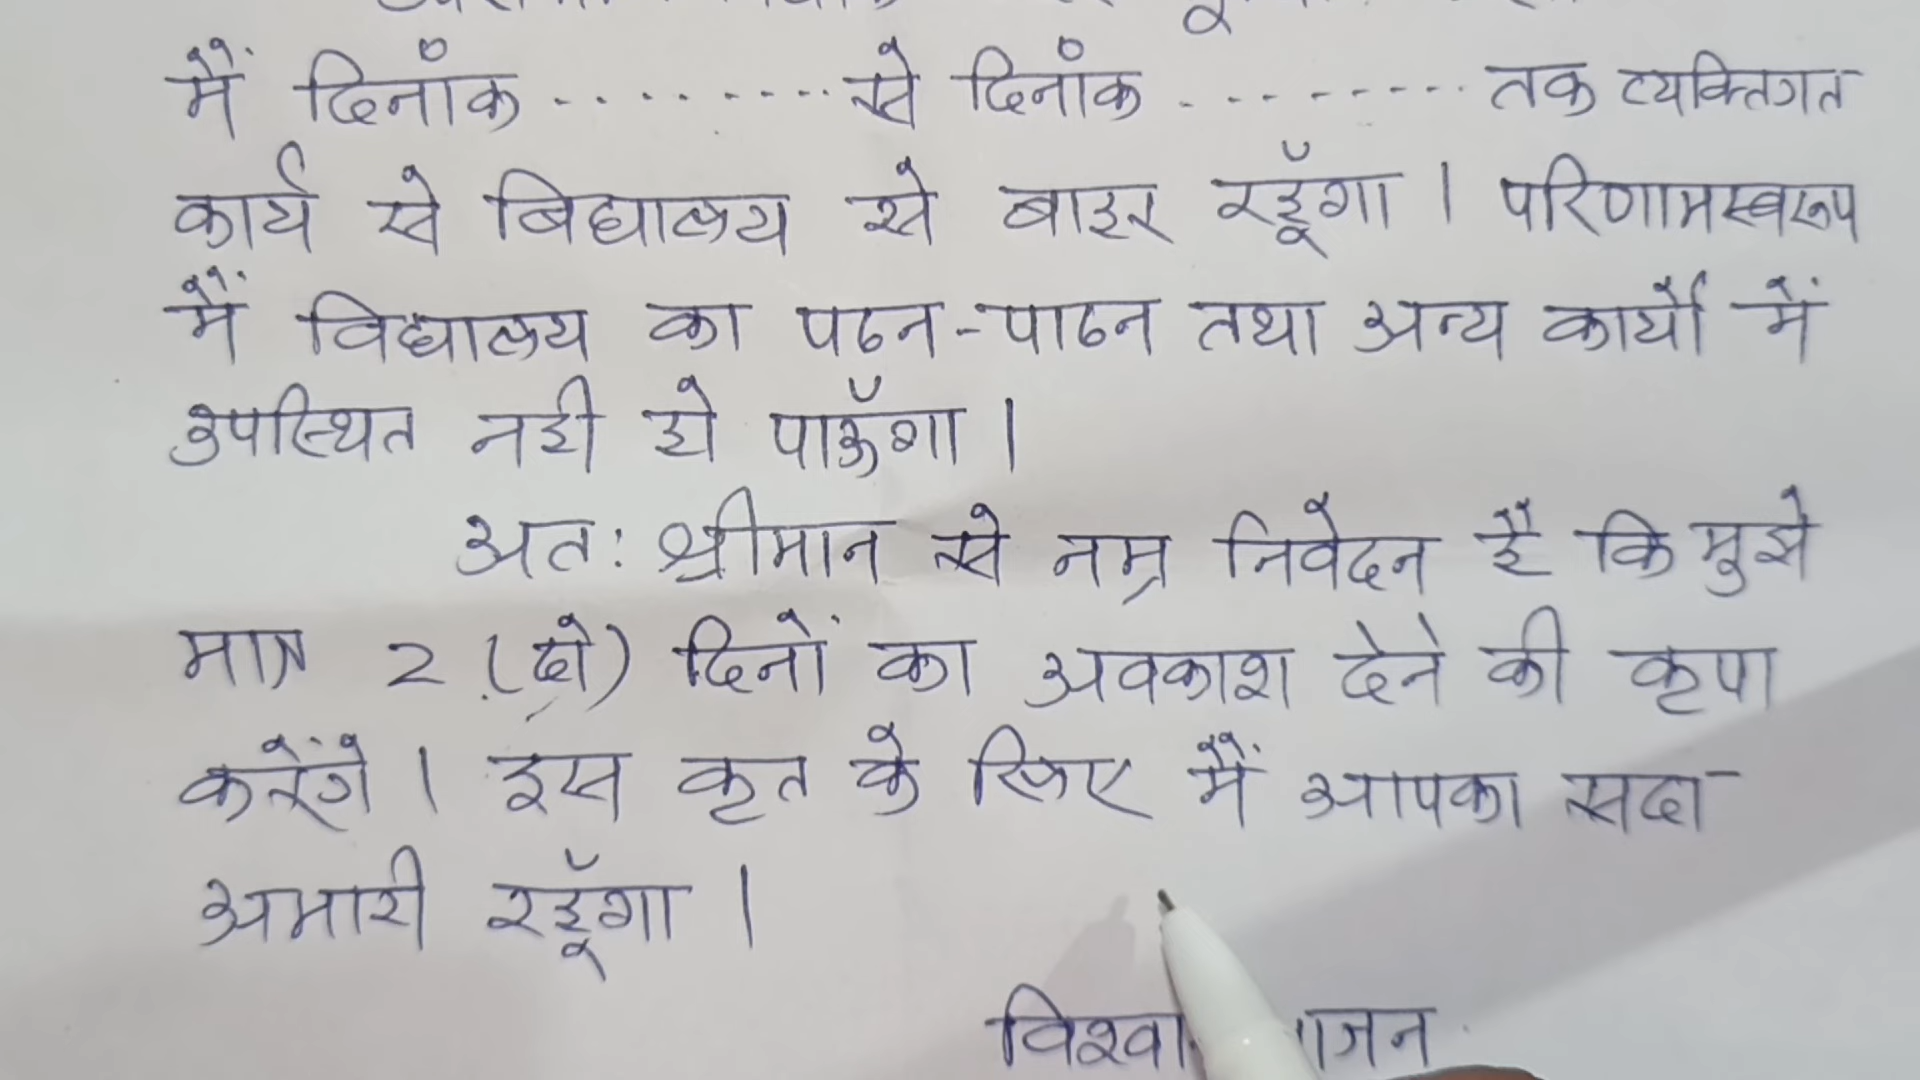 मैं दिनांक .......... से दिनांक .......... तक व्यक्तिगत
कार्य से बिद्यालय से बाहर रहूँगा । परिणामस्वरूप
मैं विद्यालय का पठन-पाठन तथा अन्य कार्यो में
उपस्थित नही हो पाऊँगा ।
अतः श्रीमान से नम्र निवेदन है कि मुझे
मात्र 2 (दो) दिनों का अवकाश देने की कृपा
करेंगे । इस कृत के लिए मैं आपका सदा
अभारी रहूँगा ।